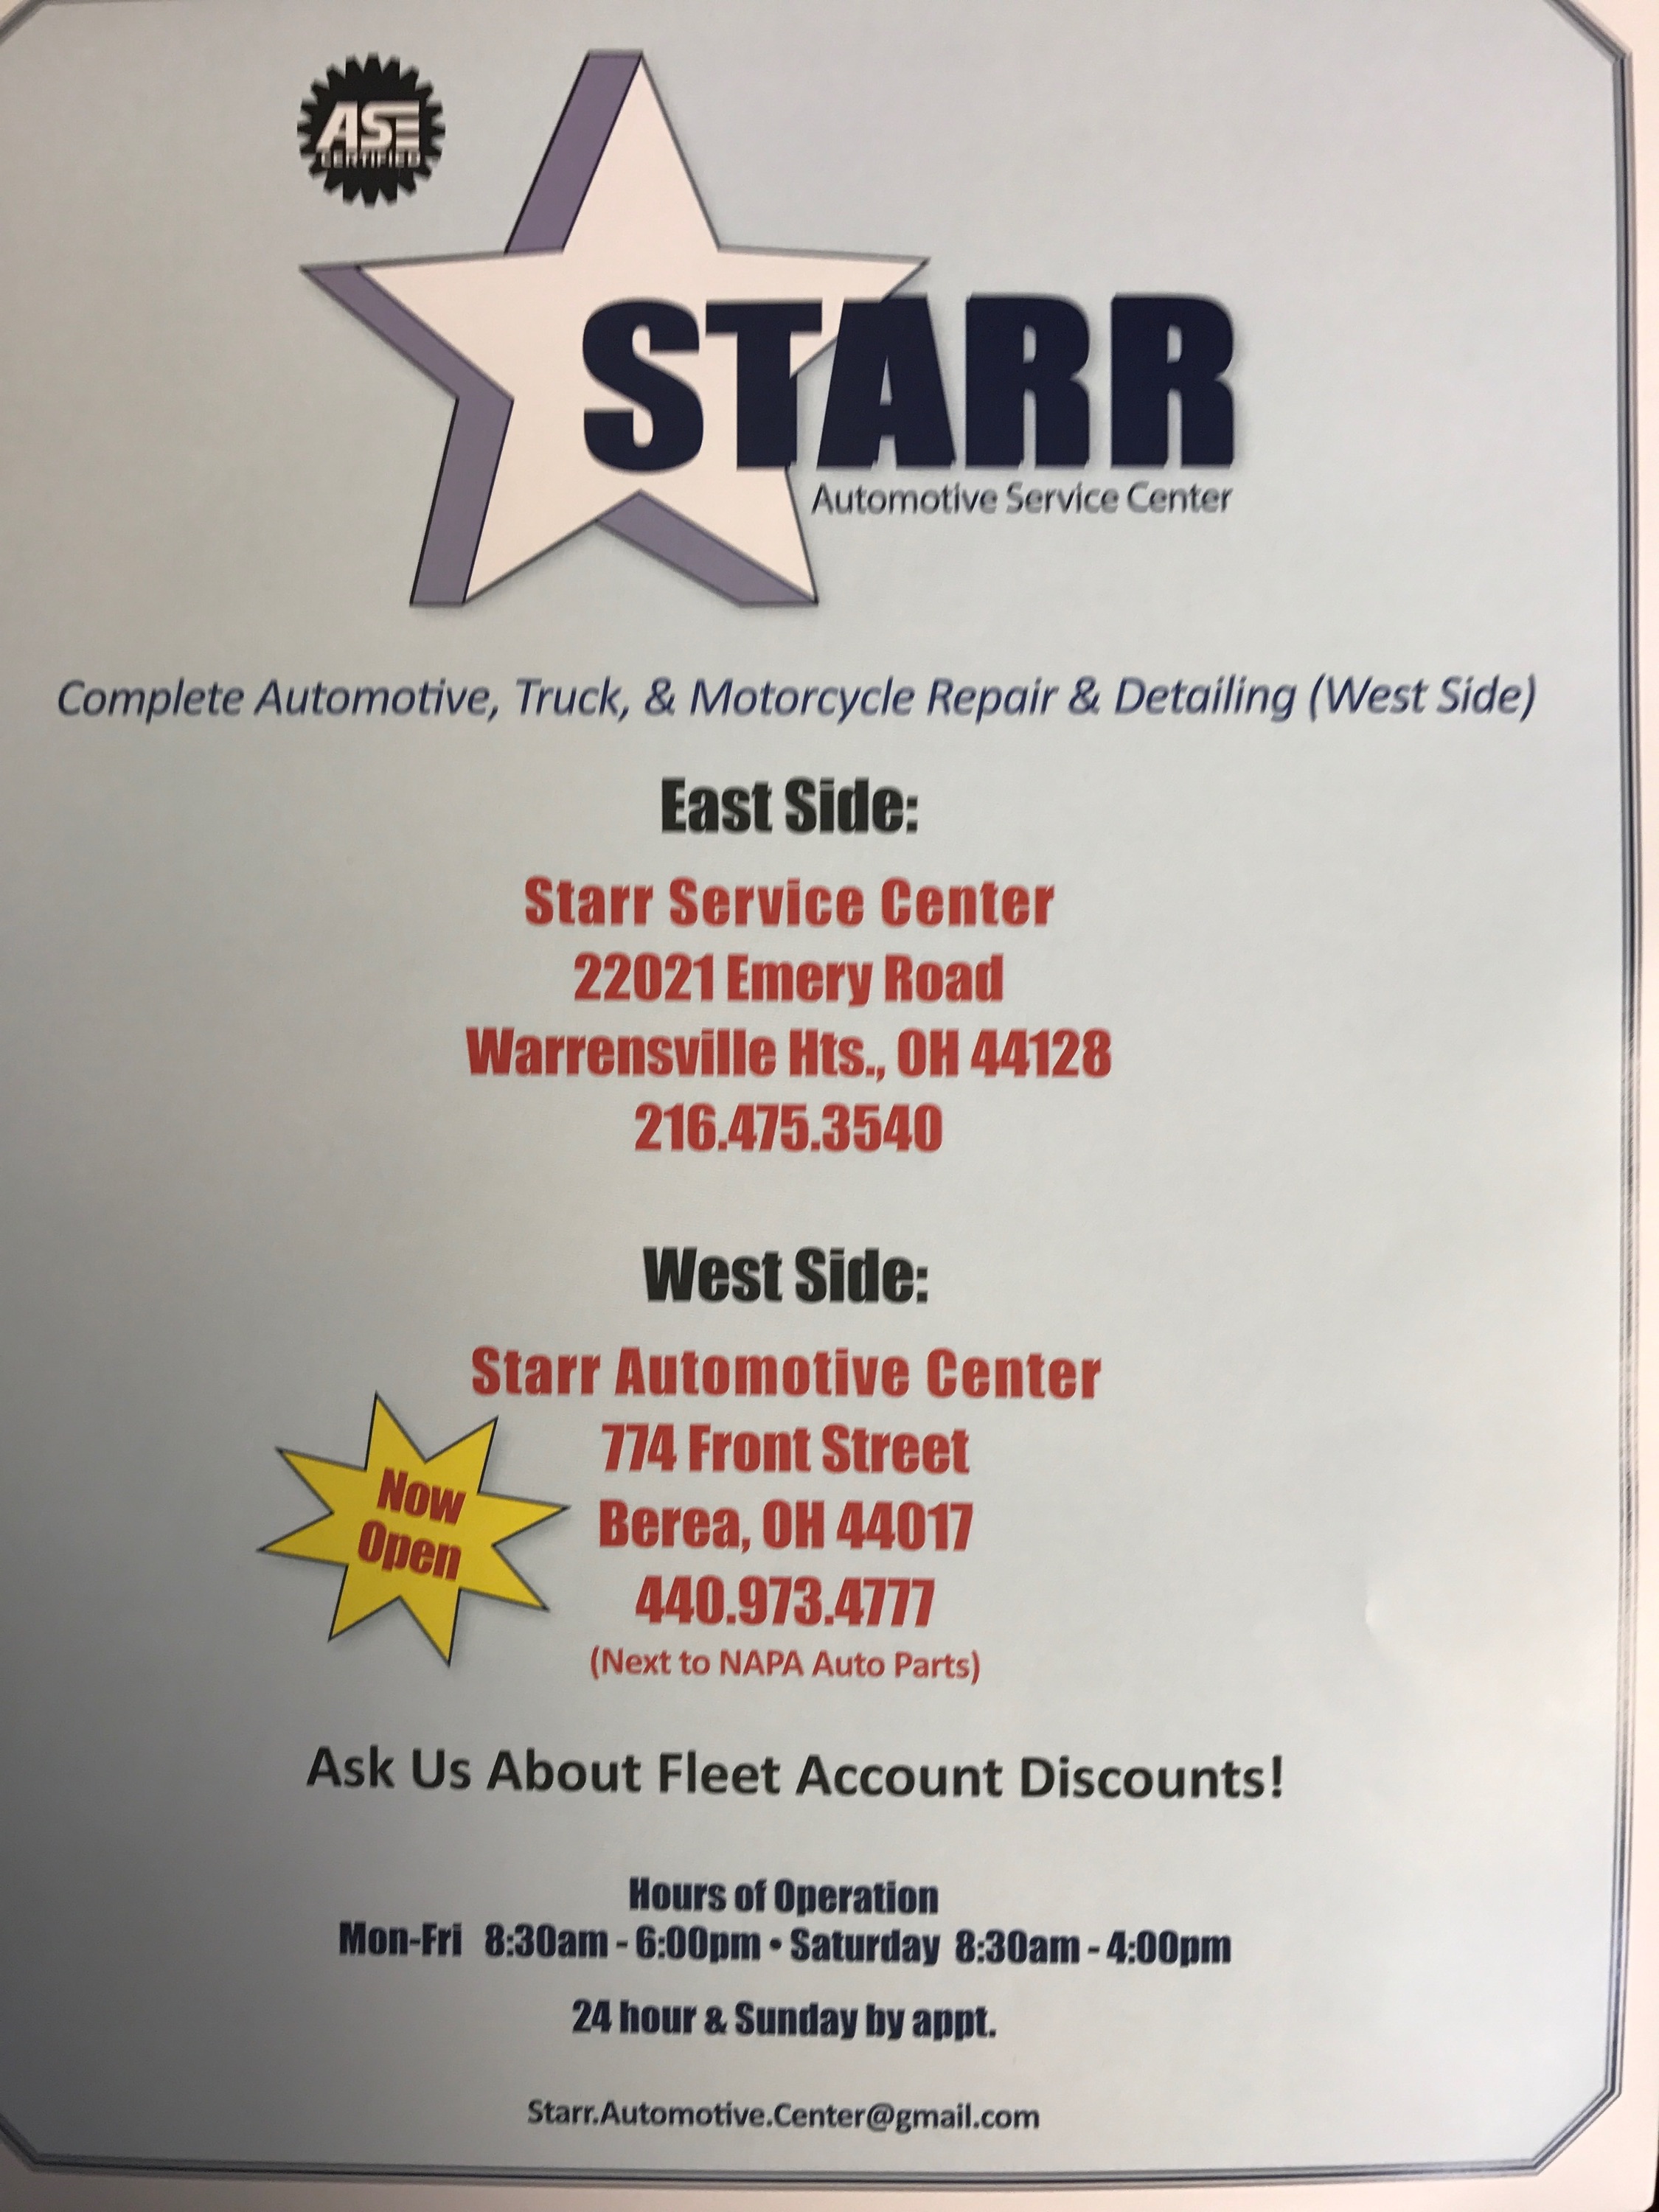 ASE
CERTIFIED
STARR
Automotive Service Center
Complete Automotive, Truck, & Motorcycle Repair & Detailing (West Side)
East Side:
Starr Service Center
22021 Emery Road
Warrensville Hts., OH 44128
216.475.3540
West Side:
Starr Automotive Center
774 Front Street
Berea, OH 44017
440.973.4777
(Next to NAPA Auto Parts)
Now
Open
Ask Us About Fleet Account Discounts!
Hours of Operation
Mon-Fri 8:30am - 6:00pm • Saturday 8:30am - 4:00pm
24 hour & Sunday by appt.
Starr.Automotive.Center@gmail.com